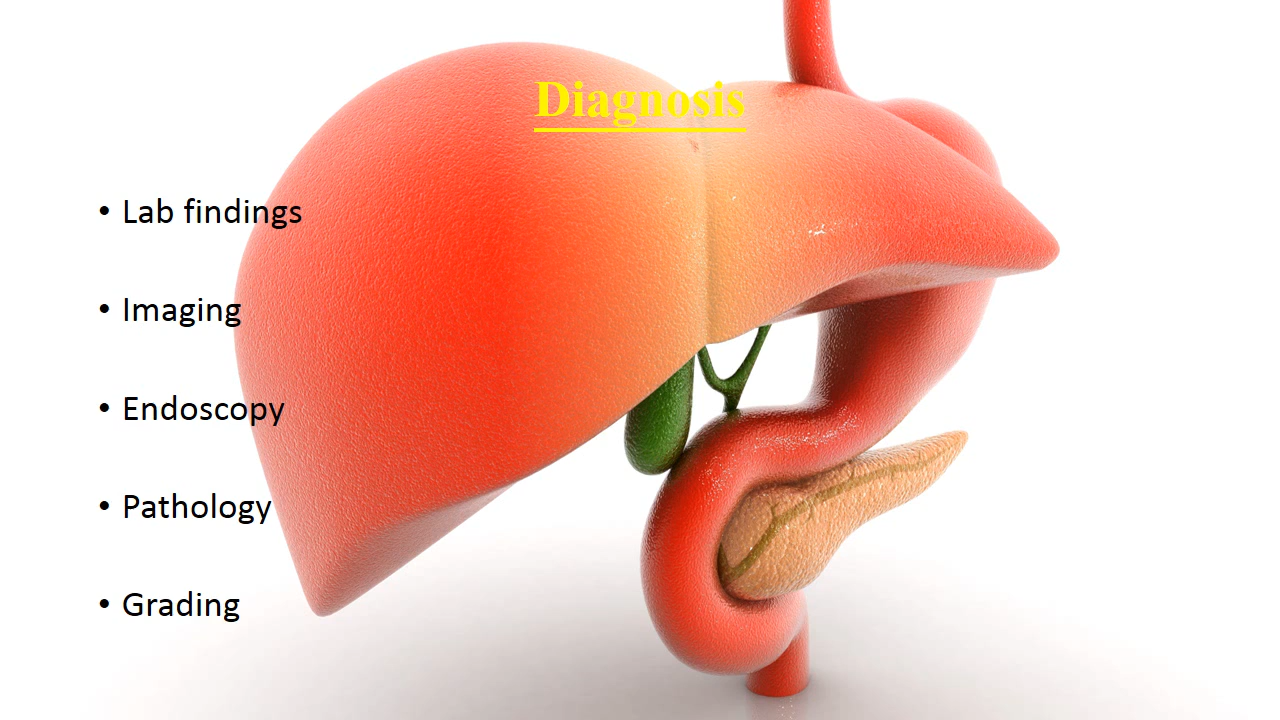 Diagnosis
• Lab findings
• Imaging
• Endoscopy
• Pathology
• Grading